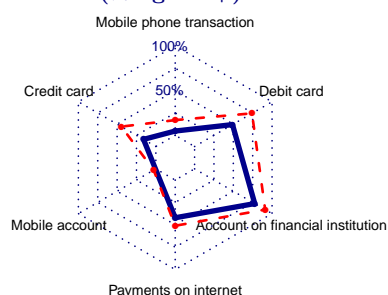 Mobile phone transaction
100%
Credit card
50%
Debit card
Mobile account
Account on financial institution
Payments on internet